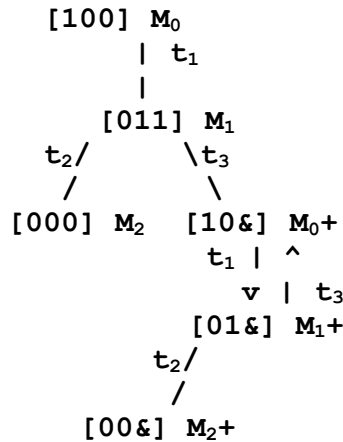 [100] M₀
| t₁
|
[011] M₁
t₂/ \t₃
/ \
[000] M₂ [10&] M₀+
t₁ | ^
v | t₃
[01&] M₁+
t₂/
/
[00&] M₂+